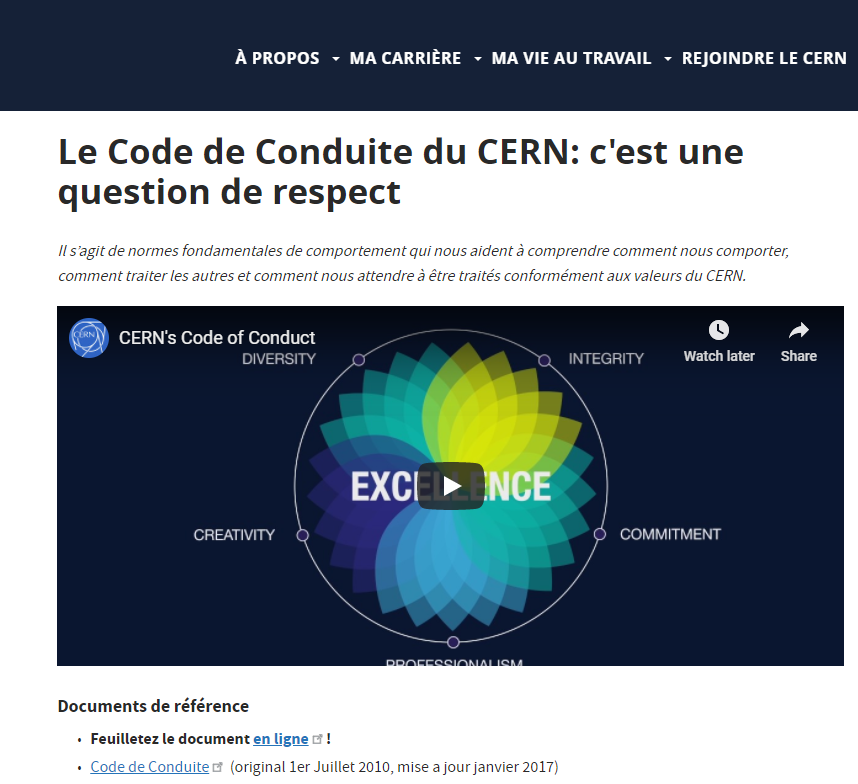 À PROPOS MA CARRIÈRE MA VIE AU TRAVAIL REJOINDRE LE CERN
Le Code de Conduite du CERN: c'est une
question de respect
Il s’agit de normes fondamentales de comportement qui nous aident à comprendre comment nous comporter,
comment traiter les autres et comment nous attendre à être traités conformément aux valeurs du CERN.
CERN
CERN's Code of Conduct
Watch later Share
DIVERSITY INTEGRITY
EXCELLENCE
CREATIVITY COMMITMENT
PROFESSIONALISM
Documents de référence
• Feuilletez le document en ligne !
• Code de Conduite (original 1er Juillet 2010, mise a jour janvier 2017)